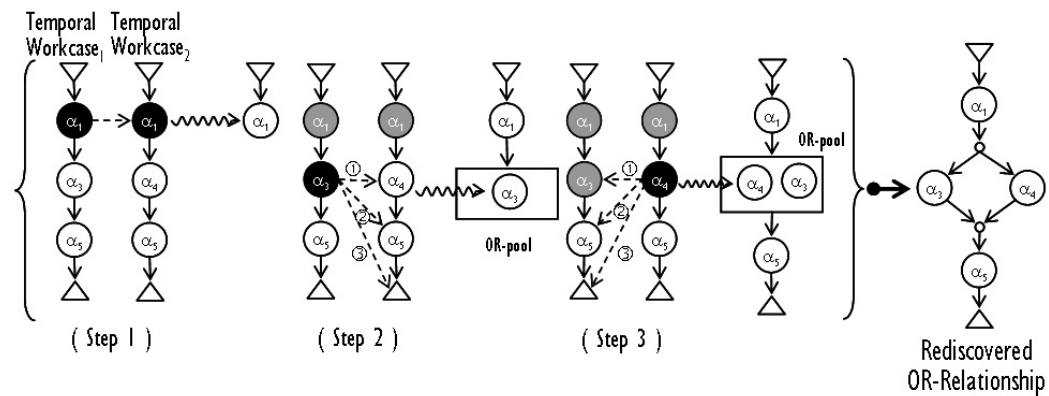 Temporal Workcase₁
Temporal Workcase₂
α₁
α₁
α₁
α₃
α₄
α₅
α₅
( Step 1 )
α₁
α₁
α₁
α₃
①
α₄
α₃
②
α₅
③
α₅
OR-pool
( Step 2 )
α₁
α₁
α₁
OR-pool
α₃
①
α₄
α₄
α₃
②
α₅
③
α₅
α₅
( Step 3 )
α₁
α₃
α₄
α₅
Rediscovered
OR-Relationship